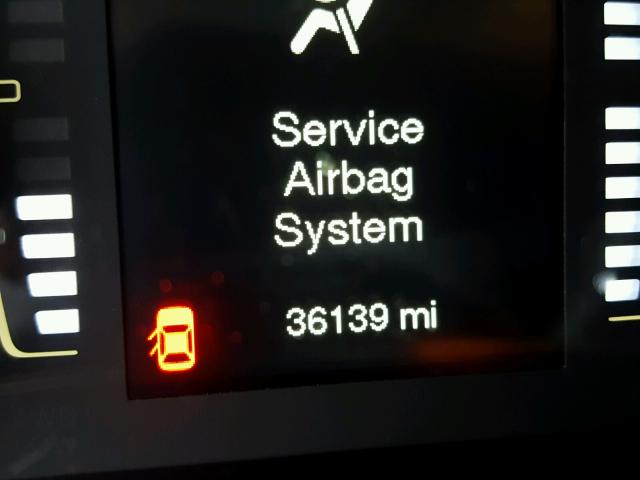 Service
Airbag
System
36139 mi